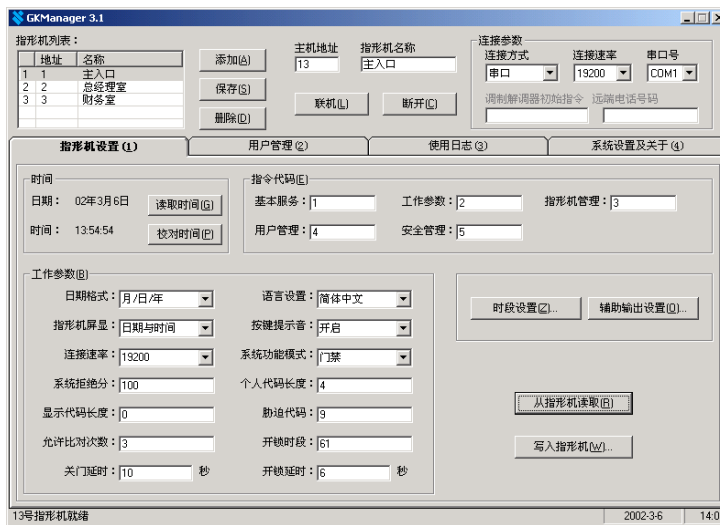 GKManager 3.1
指形机列表：
地址 名称
1 1 主入口
2 2 总经理室
3 3 财务室
添加(A)
保存(S)
删除(D)
主机地址 指形机名称
13 主入口
联机(L) 断开(C)
连接参数
连接方式 连接速率 串口号
串口 19200 COM1
调制解调器初始指令 远端电话号码
指形机设置(1) 用户管理(2) 使用日志(3) 系统设置及关于(4)
时间
日期： 02年3月6日 读取时间(G)
时间： 13:54:54 校对时间(P)
指令代码(E)
基本服务：1 工作参数：2 指形机管理：3
用户管理：4 安全管理：5
工作参数(B)
日期格式：月/日/年 语言设置：简体中文
指形机屏显：日期与时间 按键提示音：开启
连接速率：19200 系统功能模式：门禁
系统拒绝分：100 个人代码长度：4
显示代码长度：0 胁迫代码：9
允许比对次数：3 开锁时段：61
关门延时：10 秒 开锁延时：6 秒
时段设置(Z)... 辅助输出设置(O)...
从指形机读取(R)
写入指形机(W)...
13号指形机就绪 2002-3-6 14:0